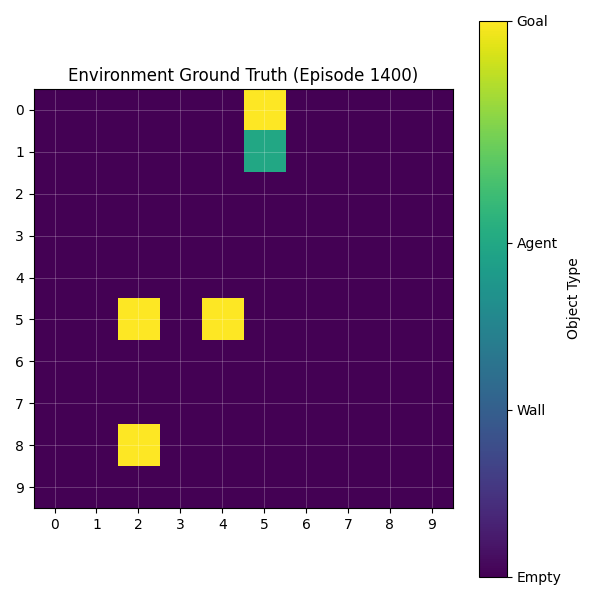 Environment Ground Truth (Episode 1400)
0
1
2
3
4
5
6
7
8
9
0 1 2 3 4 5 6 7 8 9
Goal
Agent
Wall
Empty
Object Type